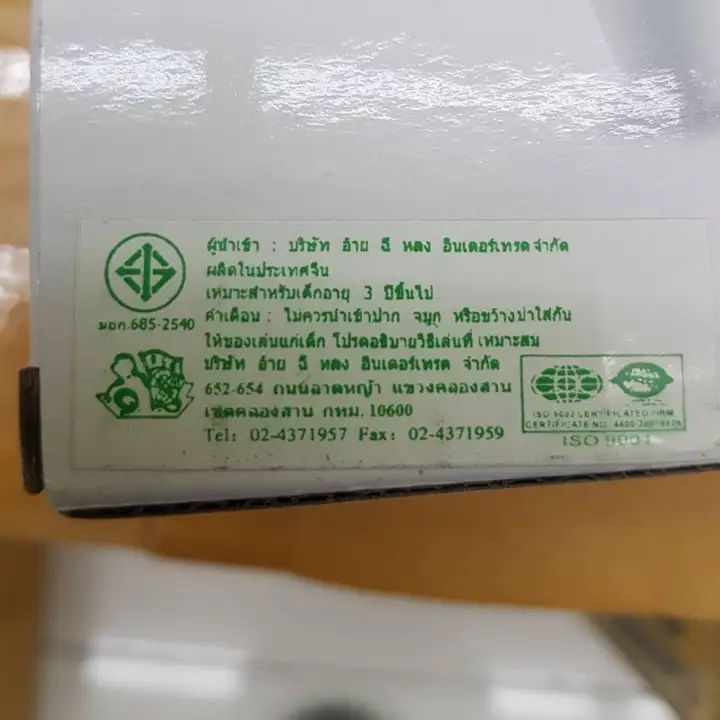 ผู้นำเข้า : บริษัท อ้าย ฉี หลง อินเตอร์เทรด จำกัด
ผลิตในประเทศจีน
เหมาะสำหรับเด็กอายุ 3 ปีขึ้นไป
มอก.685-2540
คำเตือน : ไม่ควรนำเข้าปาก จมูก หรือขว้างปาใส่กัน
ให้ของเล่นแก่เด็ก โปรดอธิบายวิธีเล่นที่ เหมาะสม
บริษัท อ้าย ฉี หลง อินเตอร์เทรด จำกัด
652-654 ถนนลาดหญ้า แขวงคลองสาน
เขตคลองสาน กทม. 10600
Tel: 02-4371957 Fax: 02-4371959
ISO 9002 CERTIFICATED FIRM
CERTIFICATE NO.
ISO 9001